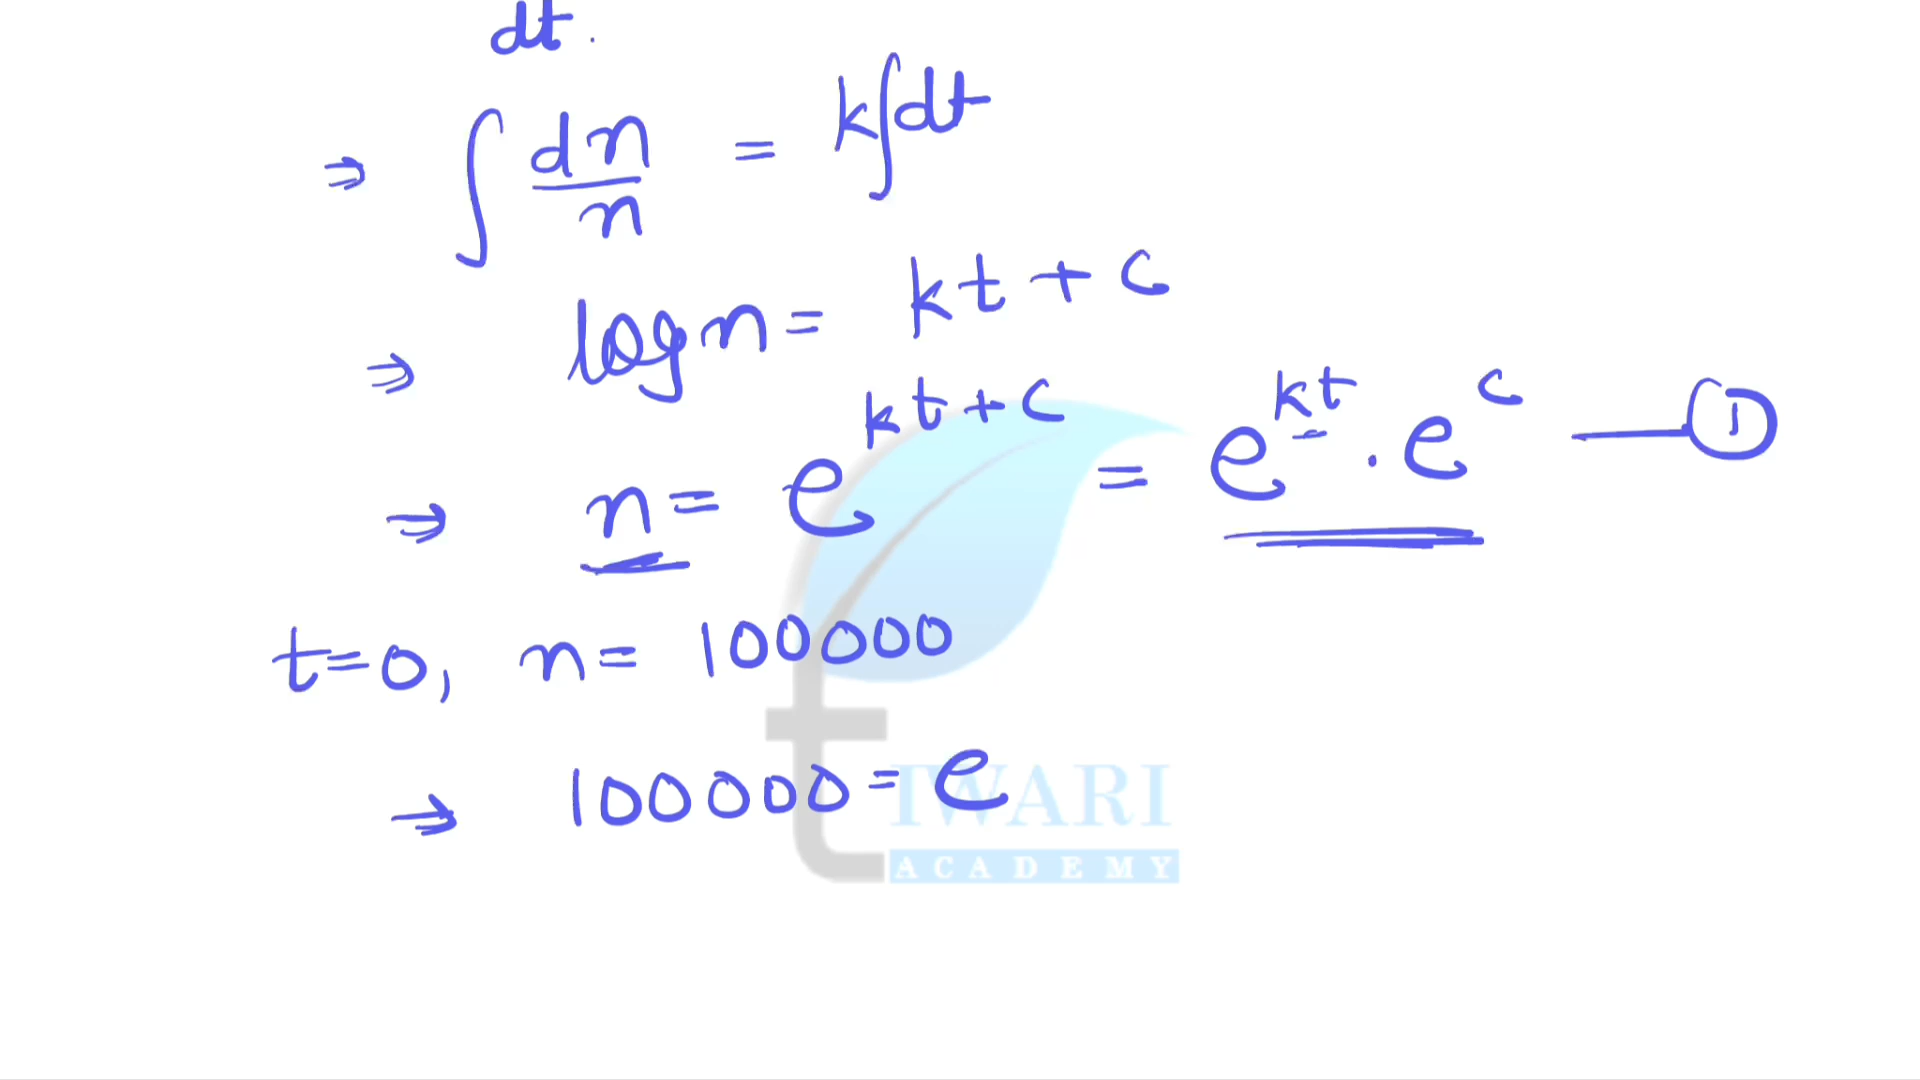 dt.
⇒ ∫ dn/n = k∫dt
⇒ log n = kt + c
⇒ n = e^(kt+c) = e^(kt) . e^c —①
t=0, n= 100000
⇒ 100000 = e
tIWARI
ACADEMY